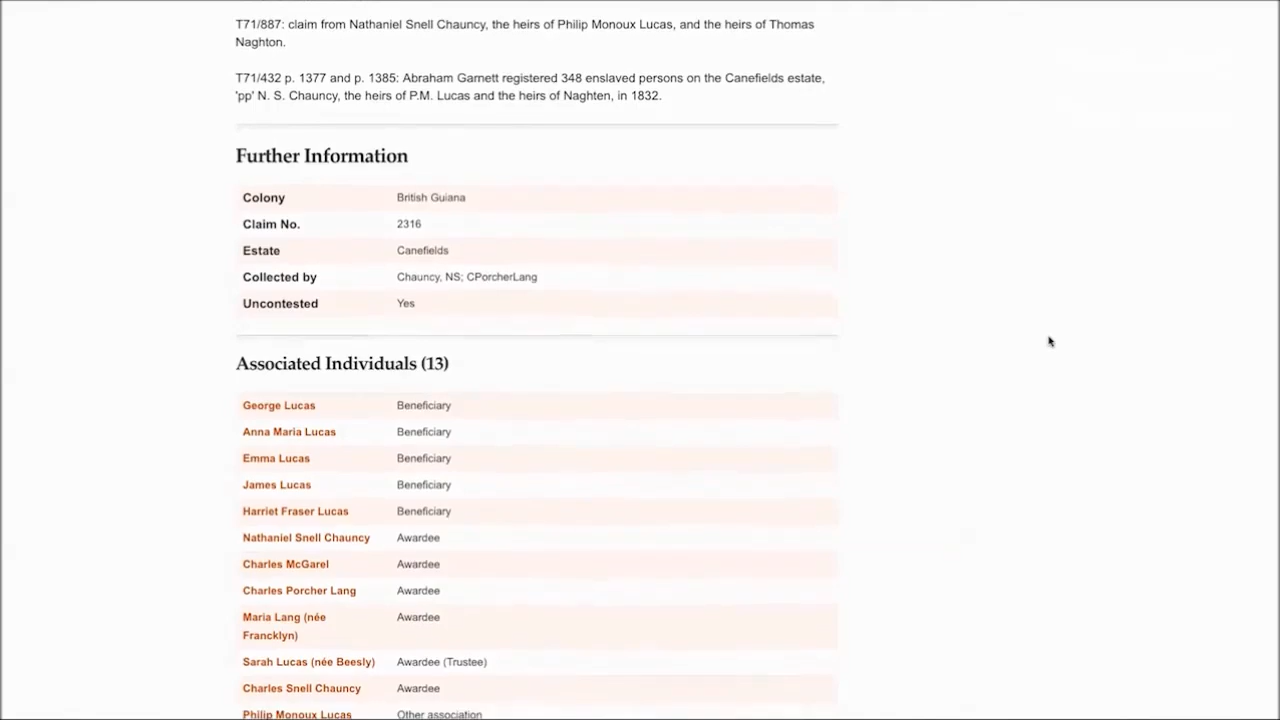 T71/887: claim from Nathaniel Snell Chauncy, the heirs of Philip Monoux Lucas, and the heirs of Thomas
Naghton.
T71/432 p. 1377 and p. 1385: Abraham Garnett registered 348 enslaved persons on the Canefields estate,
'pp' N. S. Chauncy, the heirs of P.M. Lucas and the heirs of Naghten, in 1832.
Further Information
Colony British Guiana
Claim No. 2316
Estate Canefields
Collected by Chauncy, NS; CPorcherLang
Uncontested Yes
Associated Individuals (13)
George Lucas Beneficiary
Anna Maria Lucas Beneficiary
Emma Lucas Beneficiary
James Lucas Beneficiary
Harriet Fraser Lucas Beneficiary
Nathaniel Snell Chauncy Awardee
Charles McGarel Awardee
Charles Porcher Lang Awardee
Maria Lang (née Awardee
Francklyn)
Sarah Lucas (née Beesly) Awardee (Trustee)
Charles Snell Chauncy Awardee
Philip Monoux Lucas Other association